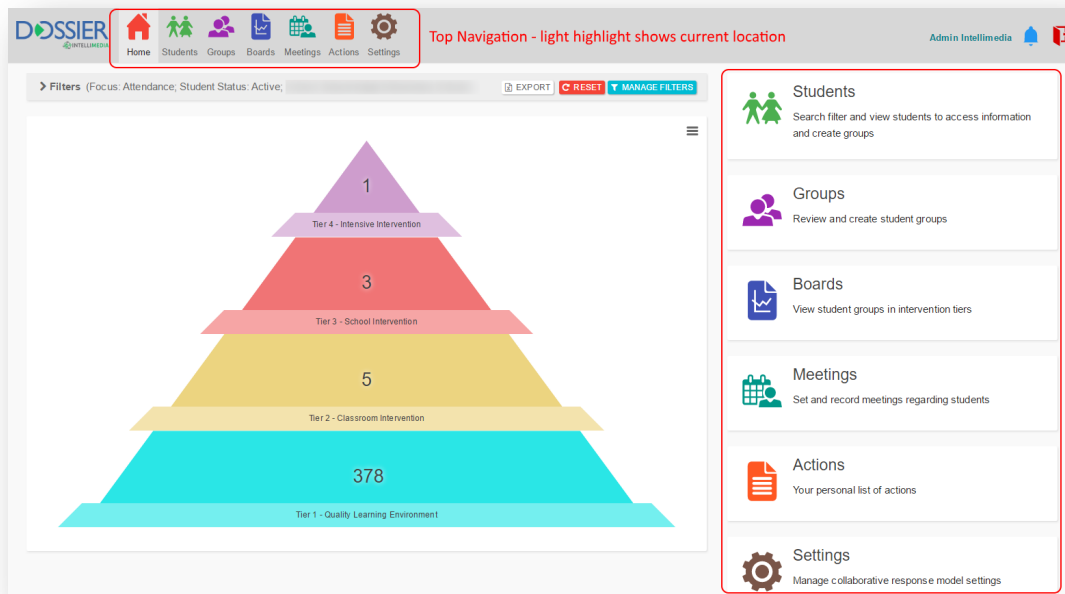 DOSSIER
INTELLIMEDIA
Home Students Groups Boards Meetings Actions Settings
Top Navigation - light highlight shows current location
Admin Intellimedia
Filters (Focus: Attendance; Student Status: Active;
EXPORT
RESET
MANAGE FILTERS
1
Tier 4 - Intensive Intervention
3
Tier 3 - School Intervention
5
Tier 2 - Classroom Intervention
378
Tier 1 - Quality Learning Environment
Students
Search filter and view students to access information
and create groups
Groups
Review and create student groups
Boards
View student groups in intervention tiers
Meetings
Set and record meetings regarding students
Actions
Your personal list of actions
Settings
Manage collaborative response model settings